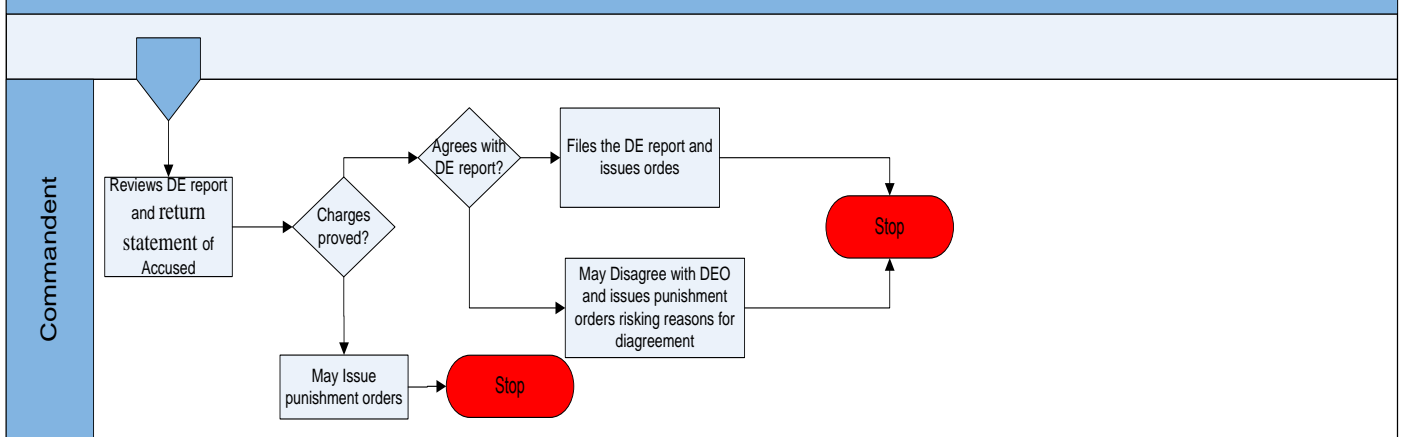 Commandent
Reviews DE report
and return
statement of
Accused
Charges
proved?
Agrees with
DE report?
Files the DE report and
issues ordes
Stop
May Disagree with DEO
and issues punishment
orders risking reasons for
diagreement
May Issue
punishment orders
Stop